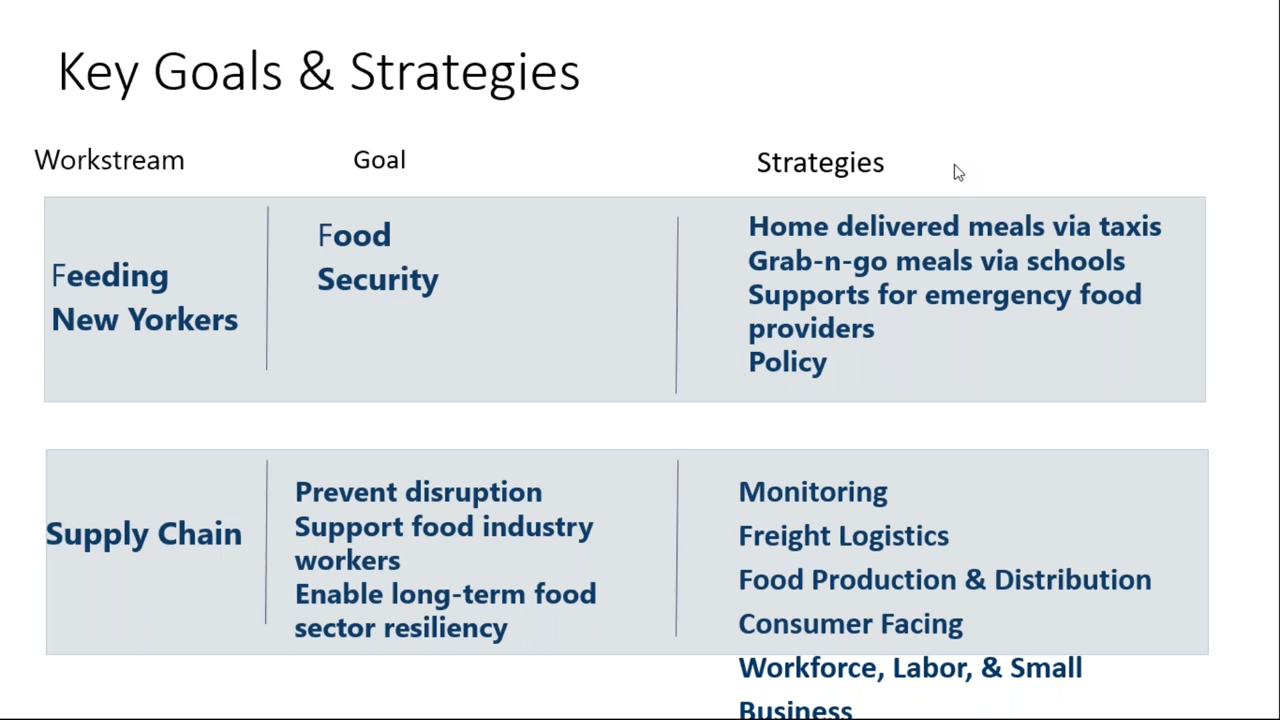 Key Goals & Strategies
Workstream
Goal
Strategies
Feeding
New Yorkers
Food
Security
Home delivered meals via taxis
Grab-n-go meals via schools
Supports for emergency food
providers
Policy
Supply Chain
Prevent disruption
Support food industry
workers
Enable long-term food
sector resiliency
Monitoring
Freight Logistics
Food Production & Distribution
Consumer Facing
Workforce, Labor, & Small
Business